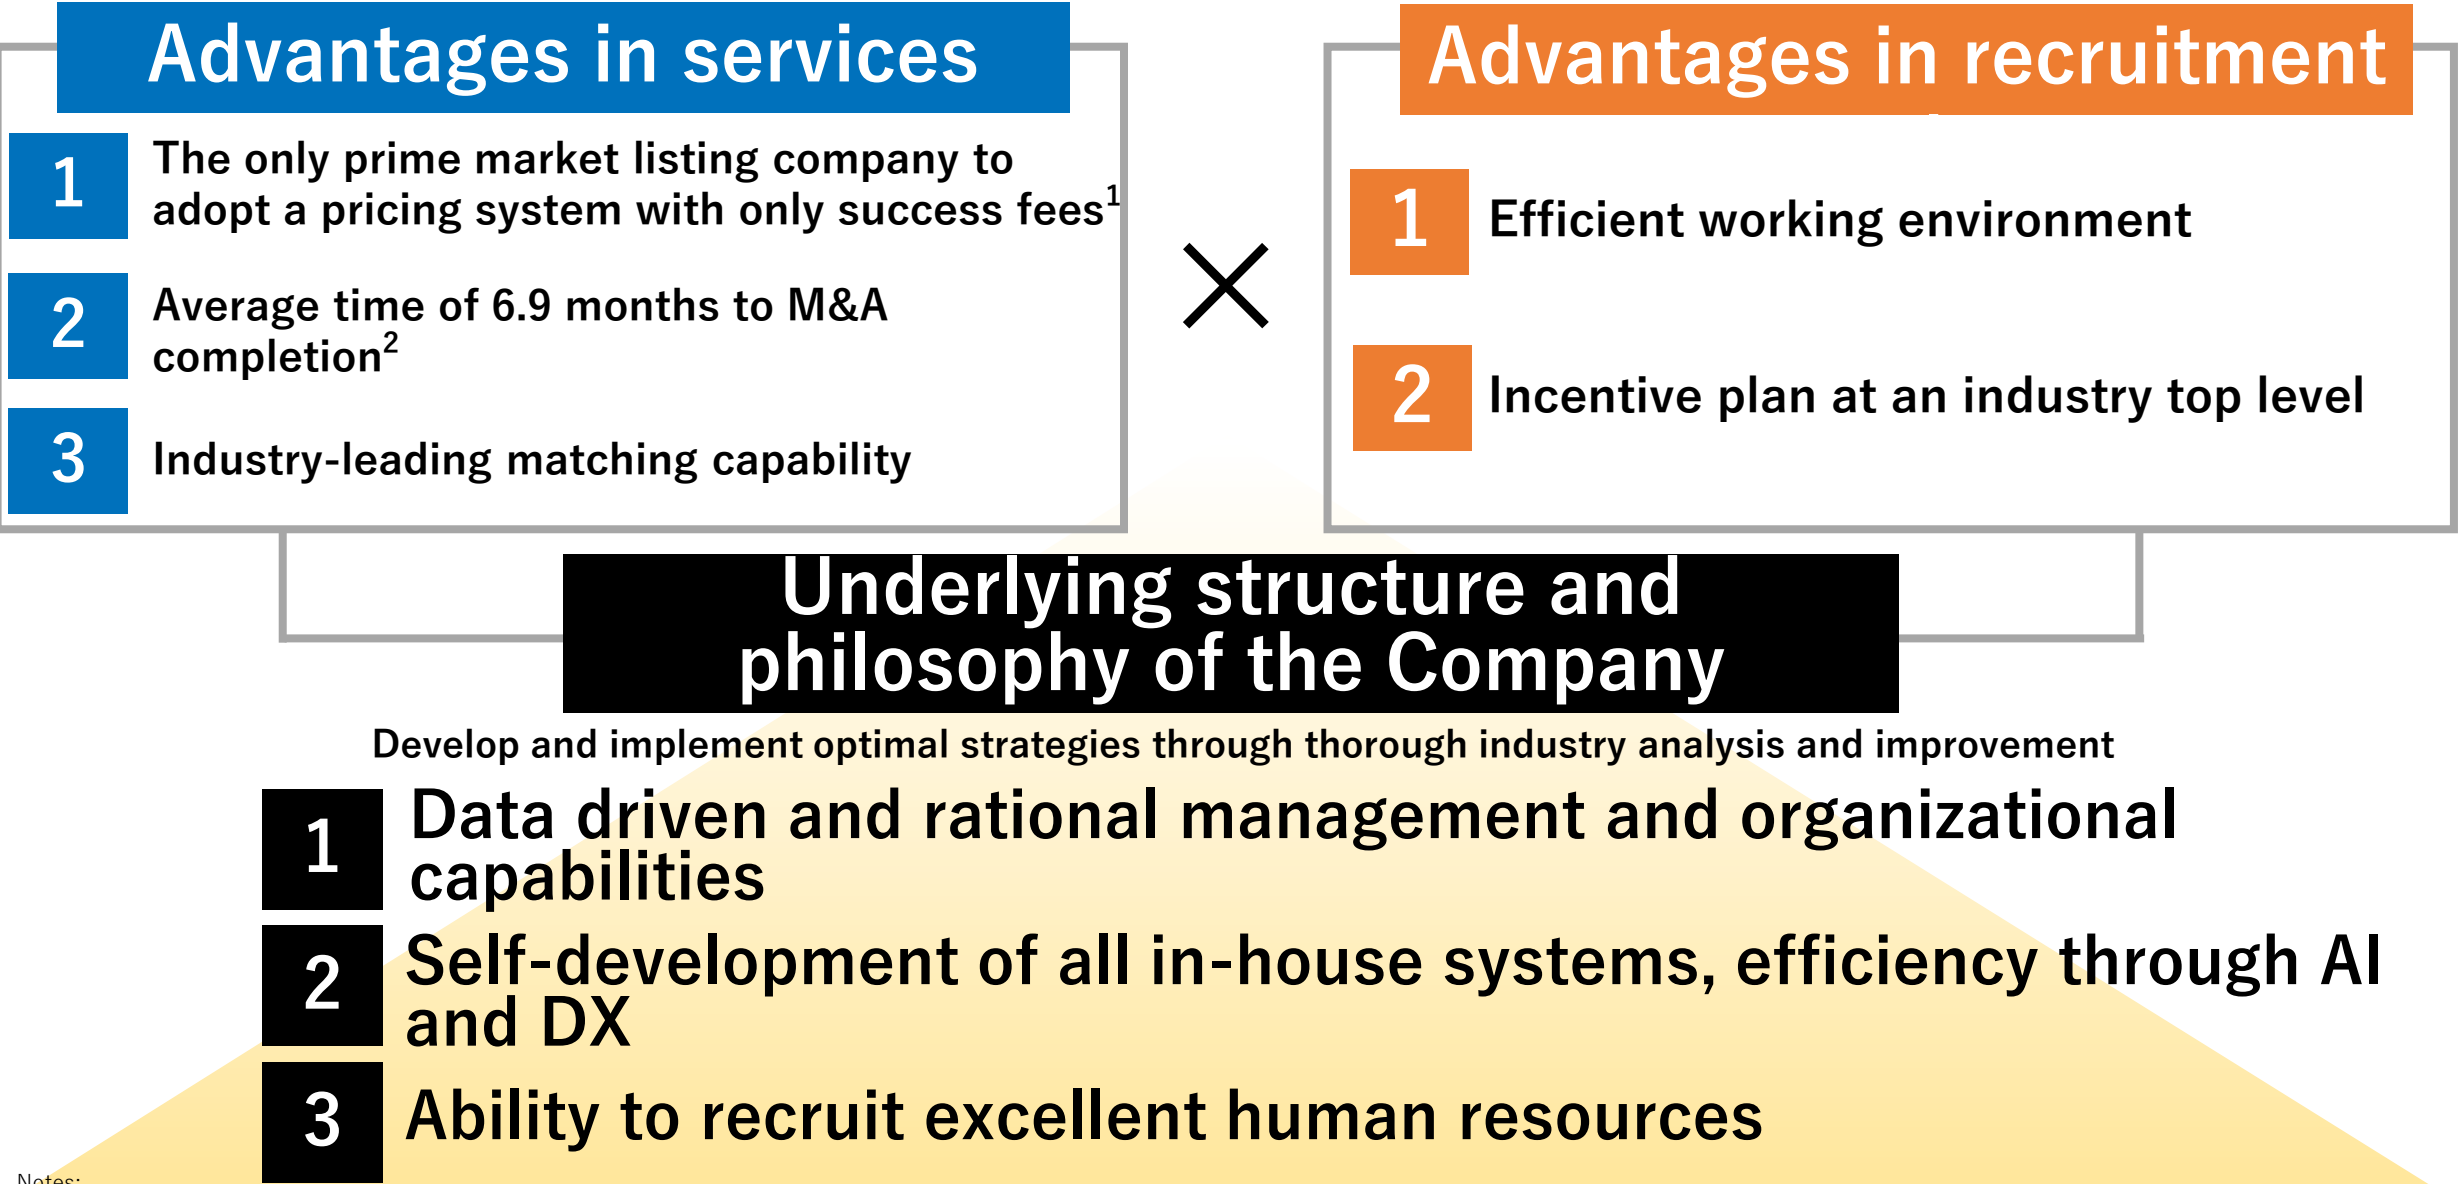 Advantages in services
1
The only prime market listing company to
adopt a pricing system with only success fees1
2
Average time of 6.9 months to M&A
completion2
3
Industry-leading matching capability
Advantages in recruitment
1
Efficient working environment
2
Incentive plan at an industry top level
Underlying structure and
philosophy of the Company
Develop and implement optimal strategies through thorough industry analysis and improvement
1
Data driven and rational management and organizational
capabilities
2
Self-development of all in-house systems, efficiency through AI
and DX
3
Ability to recruit excellent human resources
Notes: